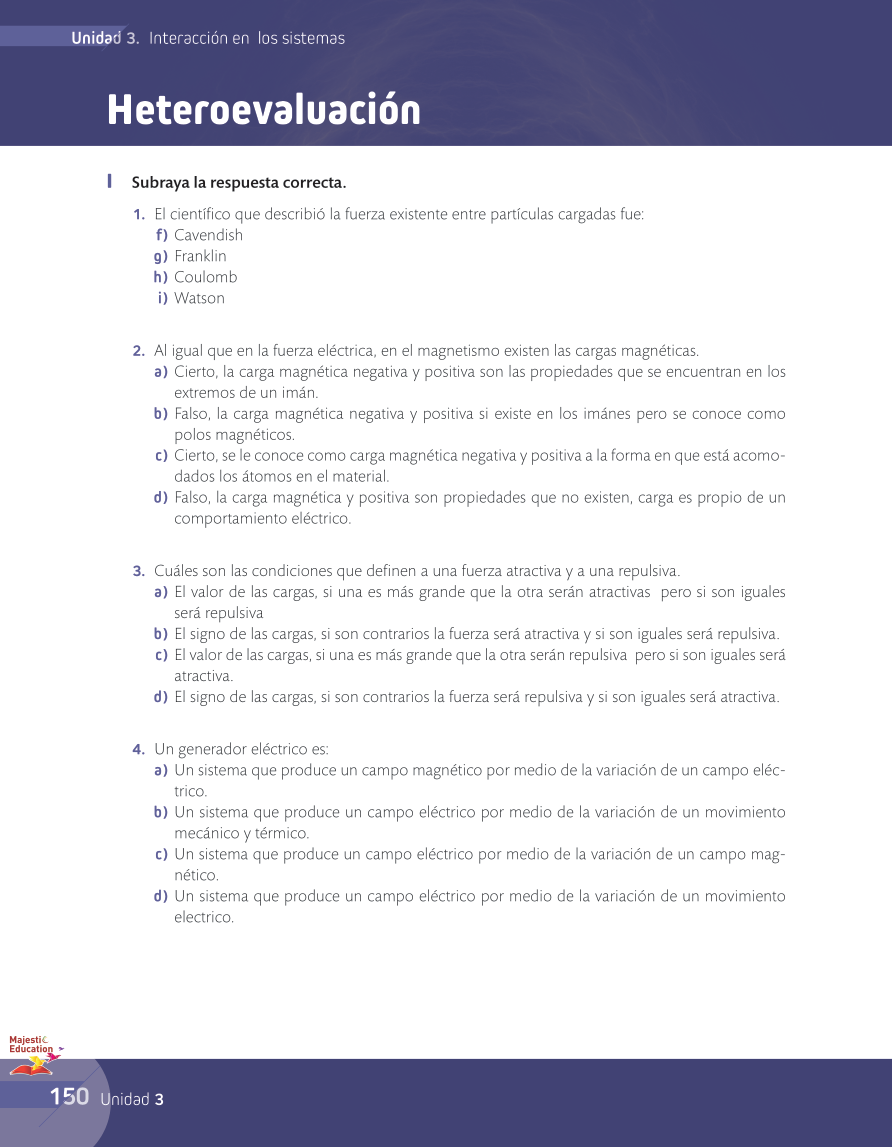 Unidad 3. Interacción en los sistemas
Heteroevaluación
I Subraya la respuesta correcta.
1. El científico que describió la fuerza existente entre partículas cargadas fue:
f) Cavendish
g) Franklin
h) Coulomb
i) Watson
2. Al igual que en la fuerza eléctrica, en el magnetismo existen las cargas magnéticas.
a) Cierto, la carga magnética negativa y positiva son las propiedades que se encuentran en los
extremos de un imán.
b) Falso, la carga magnética negativa y positiva si existe en los imánes pero se conoce como
polos magnéticos.
c) Cierto, se le conoce como carga magnética negativa y positiva a la forma en que está acomo-
dados los átomos en el material.
d) Falso, la carga magnética y positiva son propiedades que no existen, carga es propio de un
comportamiento eléctrico.
3. Cuáles son las condiciones que definen a una fuerza atractiva y a una repulsiva.
a) El valor de las cargas, si una es más grande que la otra serán atractivas pero si son iguales
será repulsiva
b) El signo de las cargas, si son contrarios la fuerza será atractiva y si son iguales será repulsiva.
c) El valor de las cargas, si una es más grande que la otra serán repulsiva pero si son iguales será
atractiva.
d) El signo de las cargas, si son contrarios la fuerza será repulsiva y si son iguales será atractiva.
4. Un generador eléctrico es:
a) Un sistema que produce un campo magnético por medio de la variación de un campo eléc-
trico.
b) Un sistema que produce un campo eléctrico por medio de la variación de un movimiento
mecánico y térmico.
c) Un sistema que produce un campo eléctrico por medio de la variación de un campo mag-
nético.
d) Un sistema que produce un campo eléctrico por medio de la variación de un movimiento
electrico.
Majestic
Education
150 Unidad 3